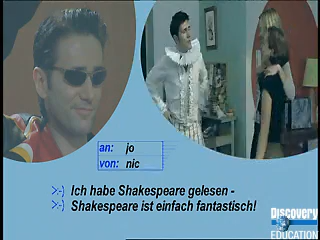 an: jo
von: nic
>:-) Ich habe Shakespeare gelesen -
>:-) Shakespeare ist einfach fantastisch!
Discovery
EDUCATION